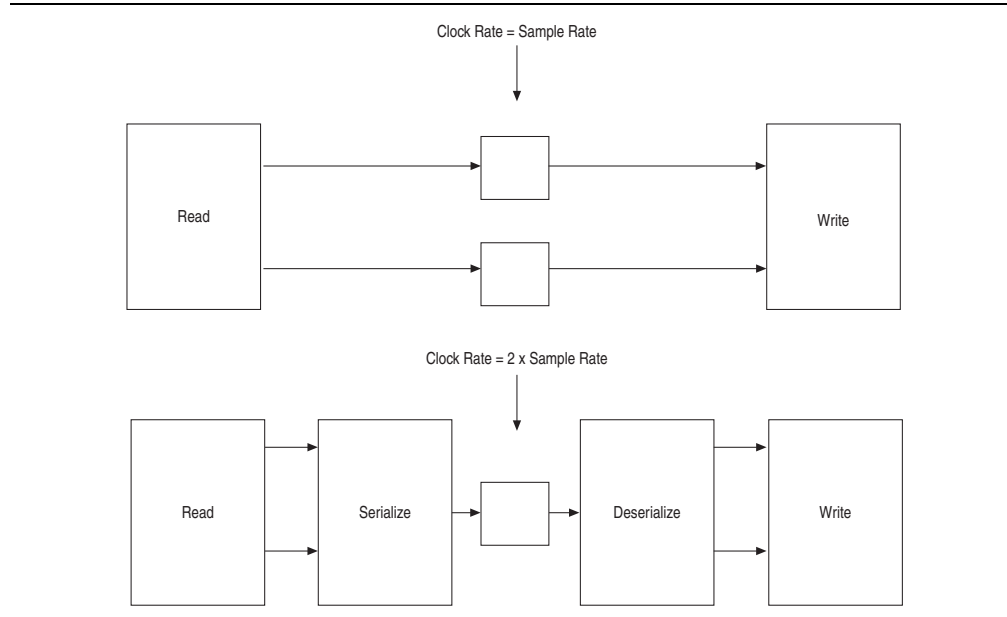 Clock Rate = Sample Rate
Read
Write
Clock Rate = 2 x Sample Rate
Read
Serialize
Deserialize
Write